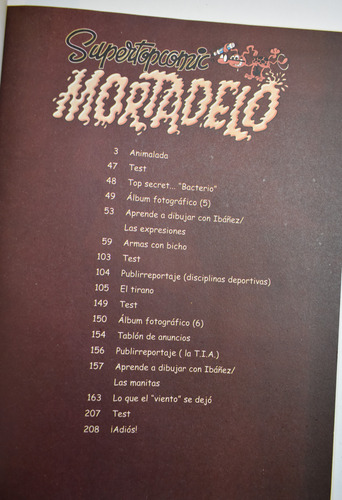 Supertopcomic
MORTADELO
3 Animalada
47 Test
48 Top secret... "Bacterio"
49 Álbum fotográfico (5)
53 Aprende a dibujar con Ibáñez/
Las expresiones
59 Armas con bicho
103 Test
104 Publirreportaje (disciplinas deportivas)
105 El tirano
149 Test
150 Álbum fotográfico (6)
154 Tablón de anuncios
156 Publirreportaje ( la T.I.A.)
157 Aprende a dibujar con Ibáñez/
Las manitas
163 Lo que el "viento" se dejó
207 Test
208 ¡Adiós!